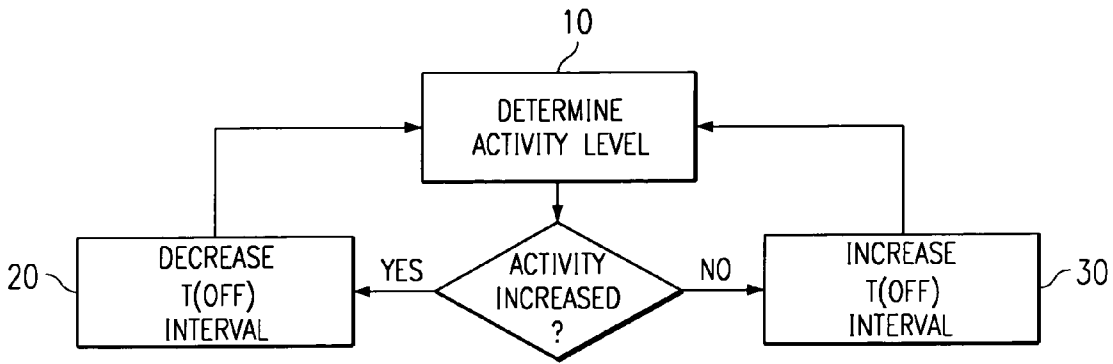 10
DETERMINE
ACTIVITY LEVEL
20
DECREASE
T(OFF)
INTERVAL
YES
ACTIVITY
INCREASED
?
NO
INCREASE
T(OFF)
INTERVAL
30